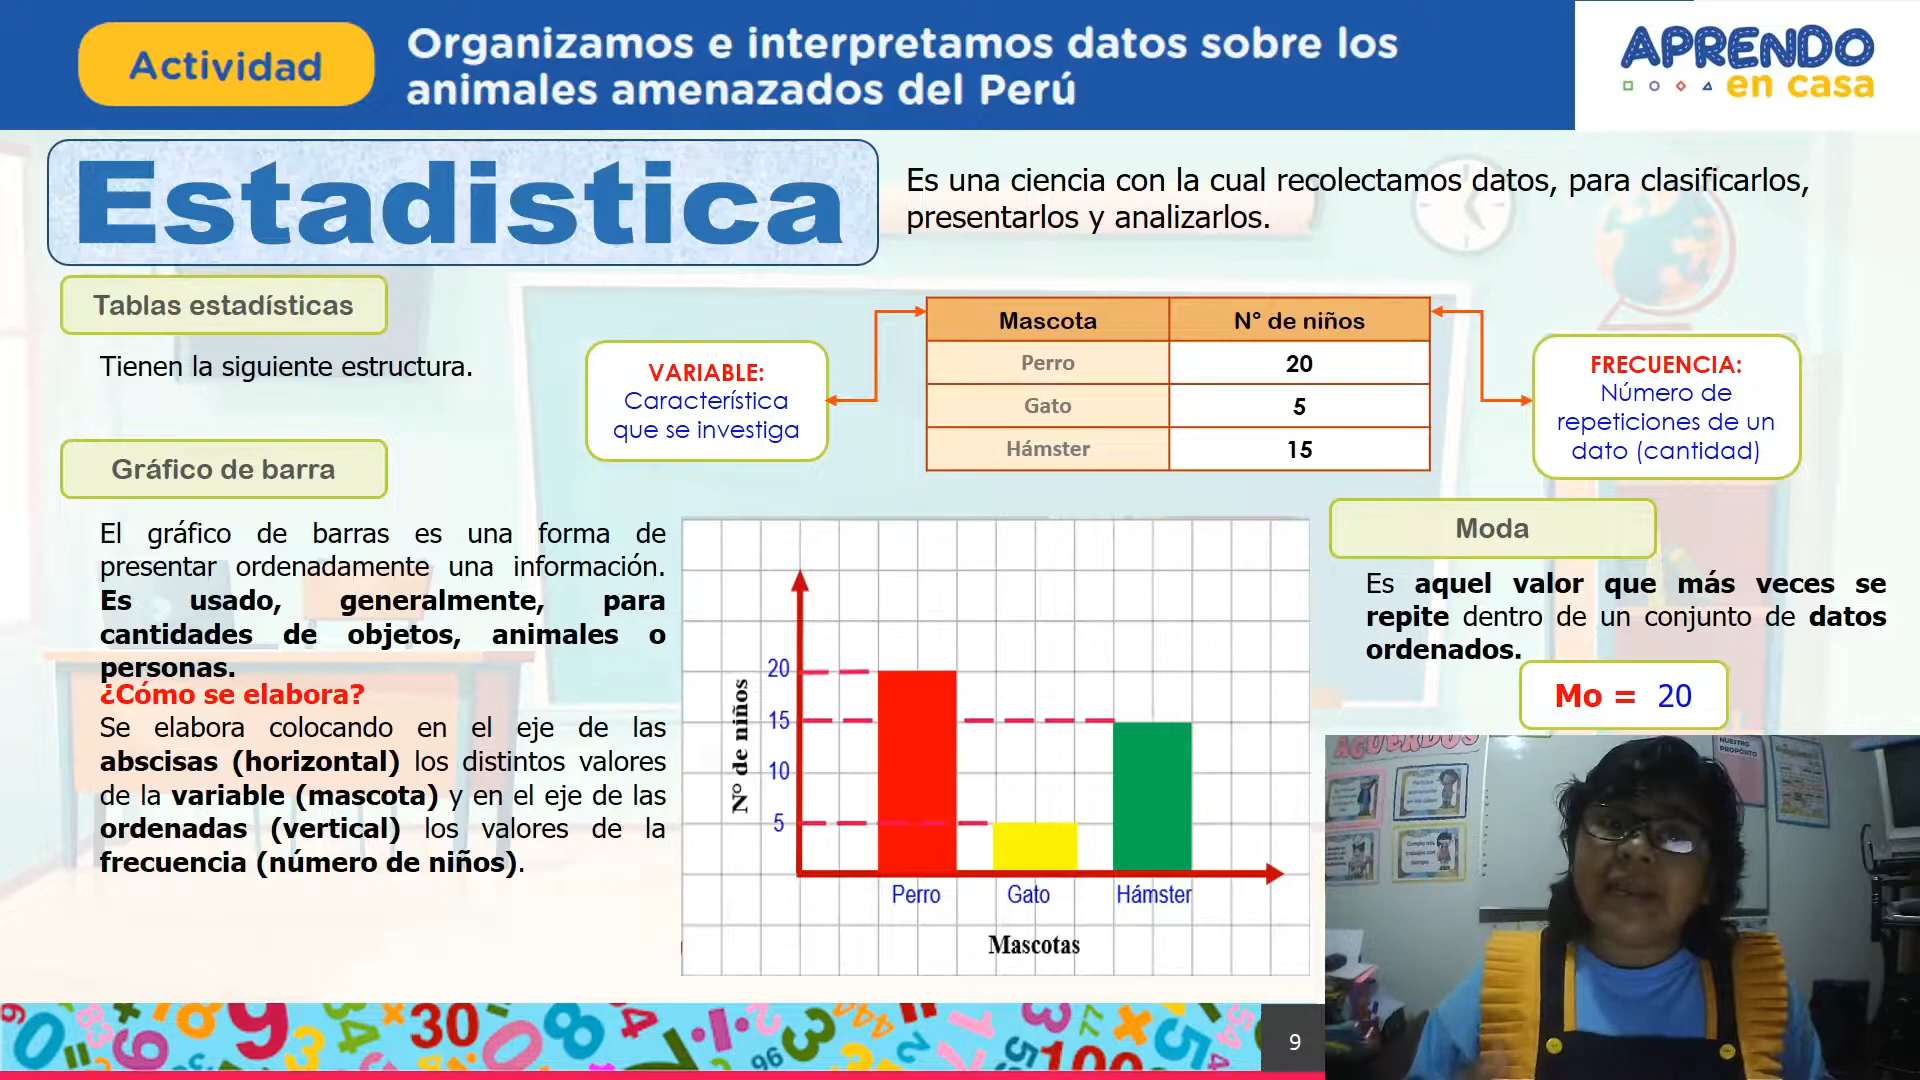 Actividad
Organizamos e interpretamos datos sobre los
animales amenazados del Perú
APRENDO
en casa
Estadistica
Es una ciencia con la cual recolectamos datos, para clasificarlos,
presentarlos y analizarlos.
Tablas estadísticas
Tienen la siguiente estructura.
VARIABLE:
Característica
que se investiga
Mascota N° de niños
Perro 20
Gato 5
Hámster 15
FRECUENCIA:
Número de
repeticiones de un
dato (cantidad)
Gráfico de barra
El gráfico de barras es una forma de
presentar ordenadamente una información.
Es usado, generalmente, para
cantidades de objetos, animales o
personas.
¿Cómo se elabora?
Se elabora colocando en el eje de las
abscisas (horizontal) los distintos valores
de la variable (mascota) y en el eje de las
ordenadas (vertical) los valores de la
frecuencia (número de niños).
N° de niños
20
15
10
5
Perro Gato Hámster
Mascotas
Moda
Es aquel valor que más veces se
repite dentro de un conjunto de datos
ordenados.
Mo = 20
ACUERDOS
NUESTRO
PROPÓSITO
9